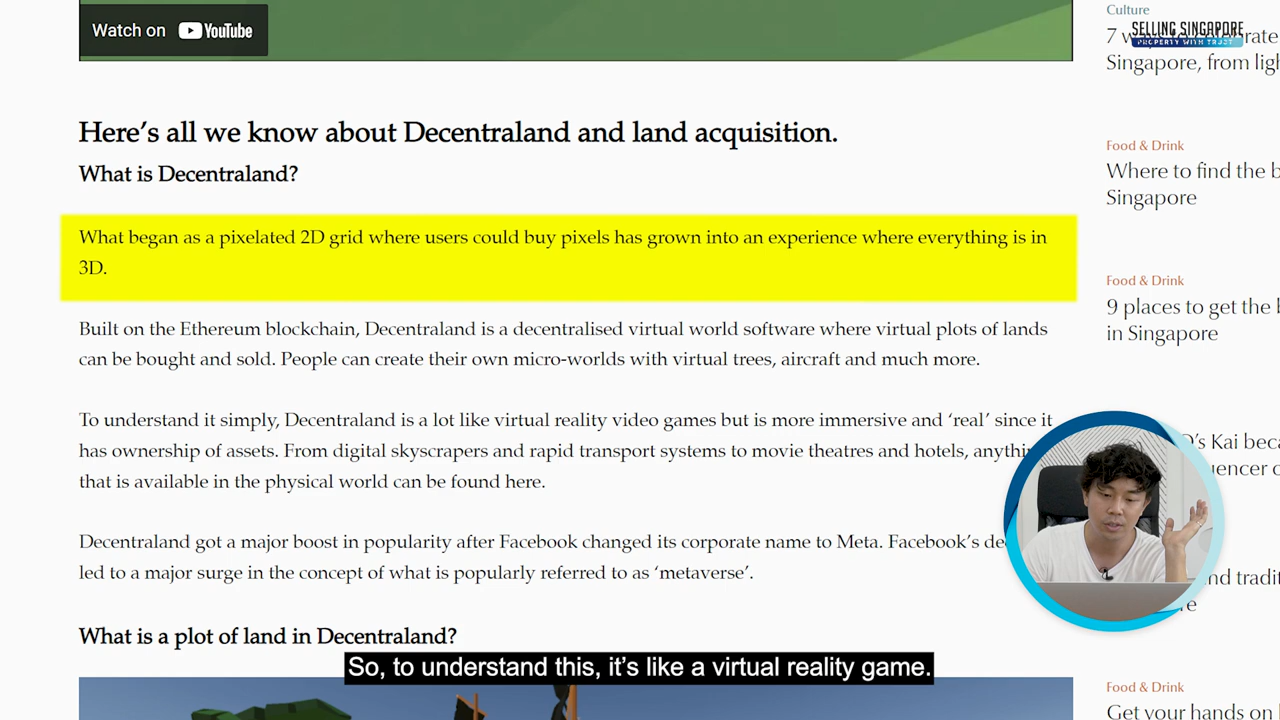 Watch on YouTube
Culture
SELLING SINGAPORE
PROPERTY WITH TRUST
7
Singapore, from
Here's all we know about Decentraland and land acquisition.
What is Decentraland?
Food & Drink
Where to find the
Singapore
What began as a pixelated 2D grid where users could buy pixels has grown into an experience where everything is in
3D.
Food & Drink
9 places to get the
in Singapore
Built on the Ethereum blockchain, Decentraland is a decentralised virtual world software where virtual plots of lands
can be bought and sold. People can create their own micro-worlds with virtual trees, aircraft and much more.
To understand it simply, Decentraland is a lot like virtual reality video games but is more immersive and ‘real’ since it
has ownership of assets. From digital skyscrapers and rapid transport systems to movie theatres and hotels,
that is available in the physical world can be found here.
Kai
Decentraland got a major boost in popularity after Facebook changed its corporate name to Meta. Facebook’s
led to a major surge in the concept of what is popularly referred to as ‘metaverse’.
What is a plot of land in Decentraland?
So, to understand this, it’s like a virtual reality game.
Food & Drink
Get your hands on